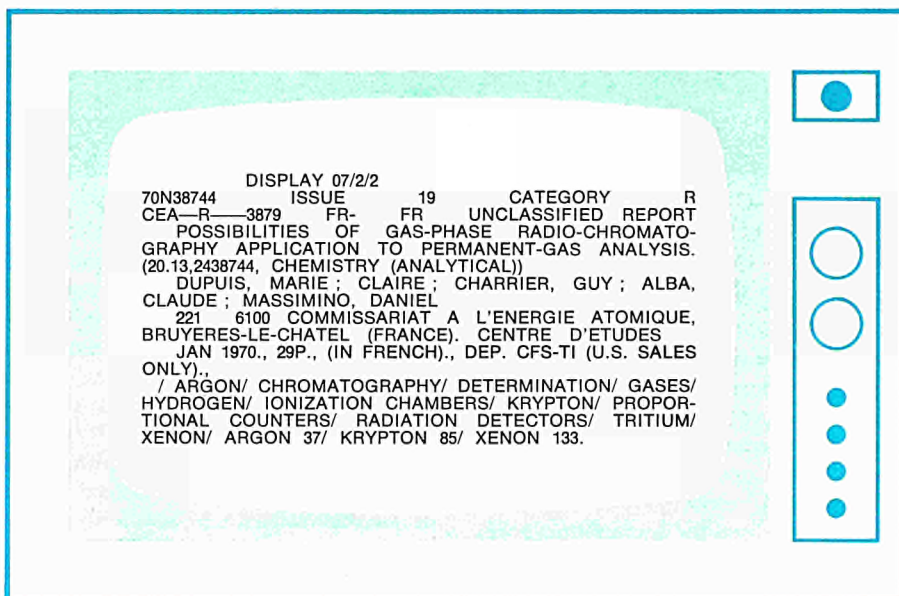 DISPLAY 07/2/2
70N38744 ISSUE 19 CATEGORY R
CEA—R——3879 FR- FR UNCLASSIFIED REPORT
POSSIBILITIES OF GAS-PHASE RADIO-CHROMATO-
GRAPHY APPLICATION TO PERMANENT-GAS ANALYSIS.
(20.13,2438744, CHEMISTRY (ANALYTICAL))
DUPUIS, MARIE ; CLAIRE ; CHARRIER, GUY ; ALBA,
CLAUDE ; MASSIMINO, DANIEL
221 6100 COMMISSARIAT A L'ENERGIE ATOMIQUE,
BRUYERES-LE-CHATEL (FRANCE). CENTRE D'ETUDES
JAN 1970., 29P., (IN FRENCH)., DEP. CFS-TI (U.S. SALES
ONLY).,
/ ARGON/ CHROMATOGRAPHY/ DETERMINATION/ GASES/
HYDROGEN/ IONIZATION CHAMBERS/ KRYPTON/ PROPOR-
TIONAL COUNTERS/ RADIATION DETECTORS/ TRITIUM/
XENON/ ARGON 37/ KRYPTON 85/ XENON 133.